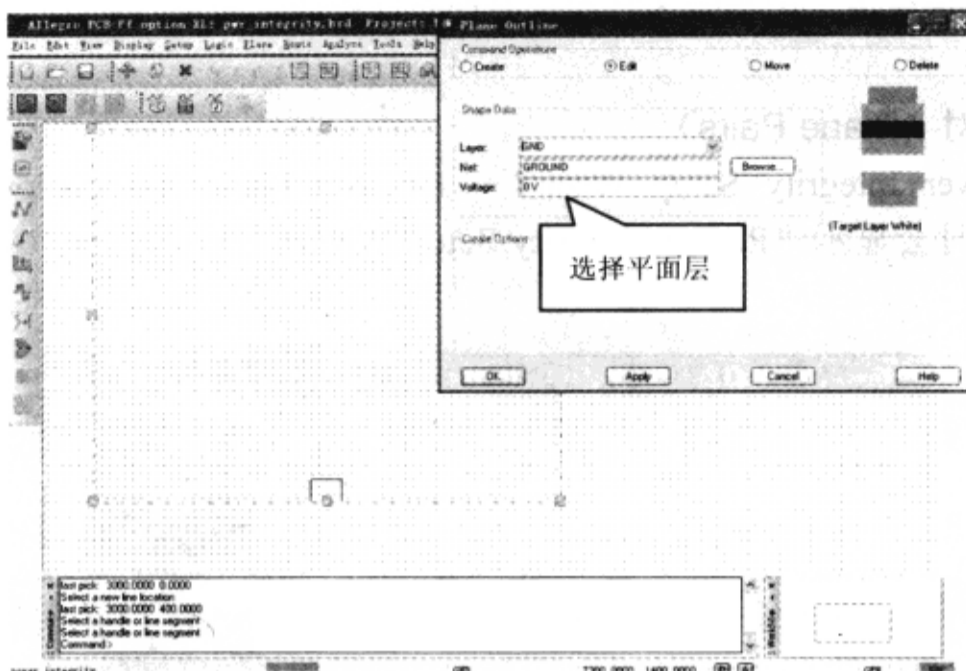 Allegro PCB PI option XL: pwr_integrity.brd Project:
Plane Outline
File Edit View Display Setup Logic Place Route Analyze Tools Help
Command Operations
Create Edit Move Delete
Shape Data
Layer: GND
Net: GROUND Browse...
Voltage: 0 V
(Target Layer White)
Create Options
选择平面层
OK Apply Cancel Help
last pick: 3000.0000 0.0000
Select a new line location
last pick: 3000.0000 400.0000
Select a handle or line segment
Select a handle or line segment
Command >